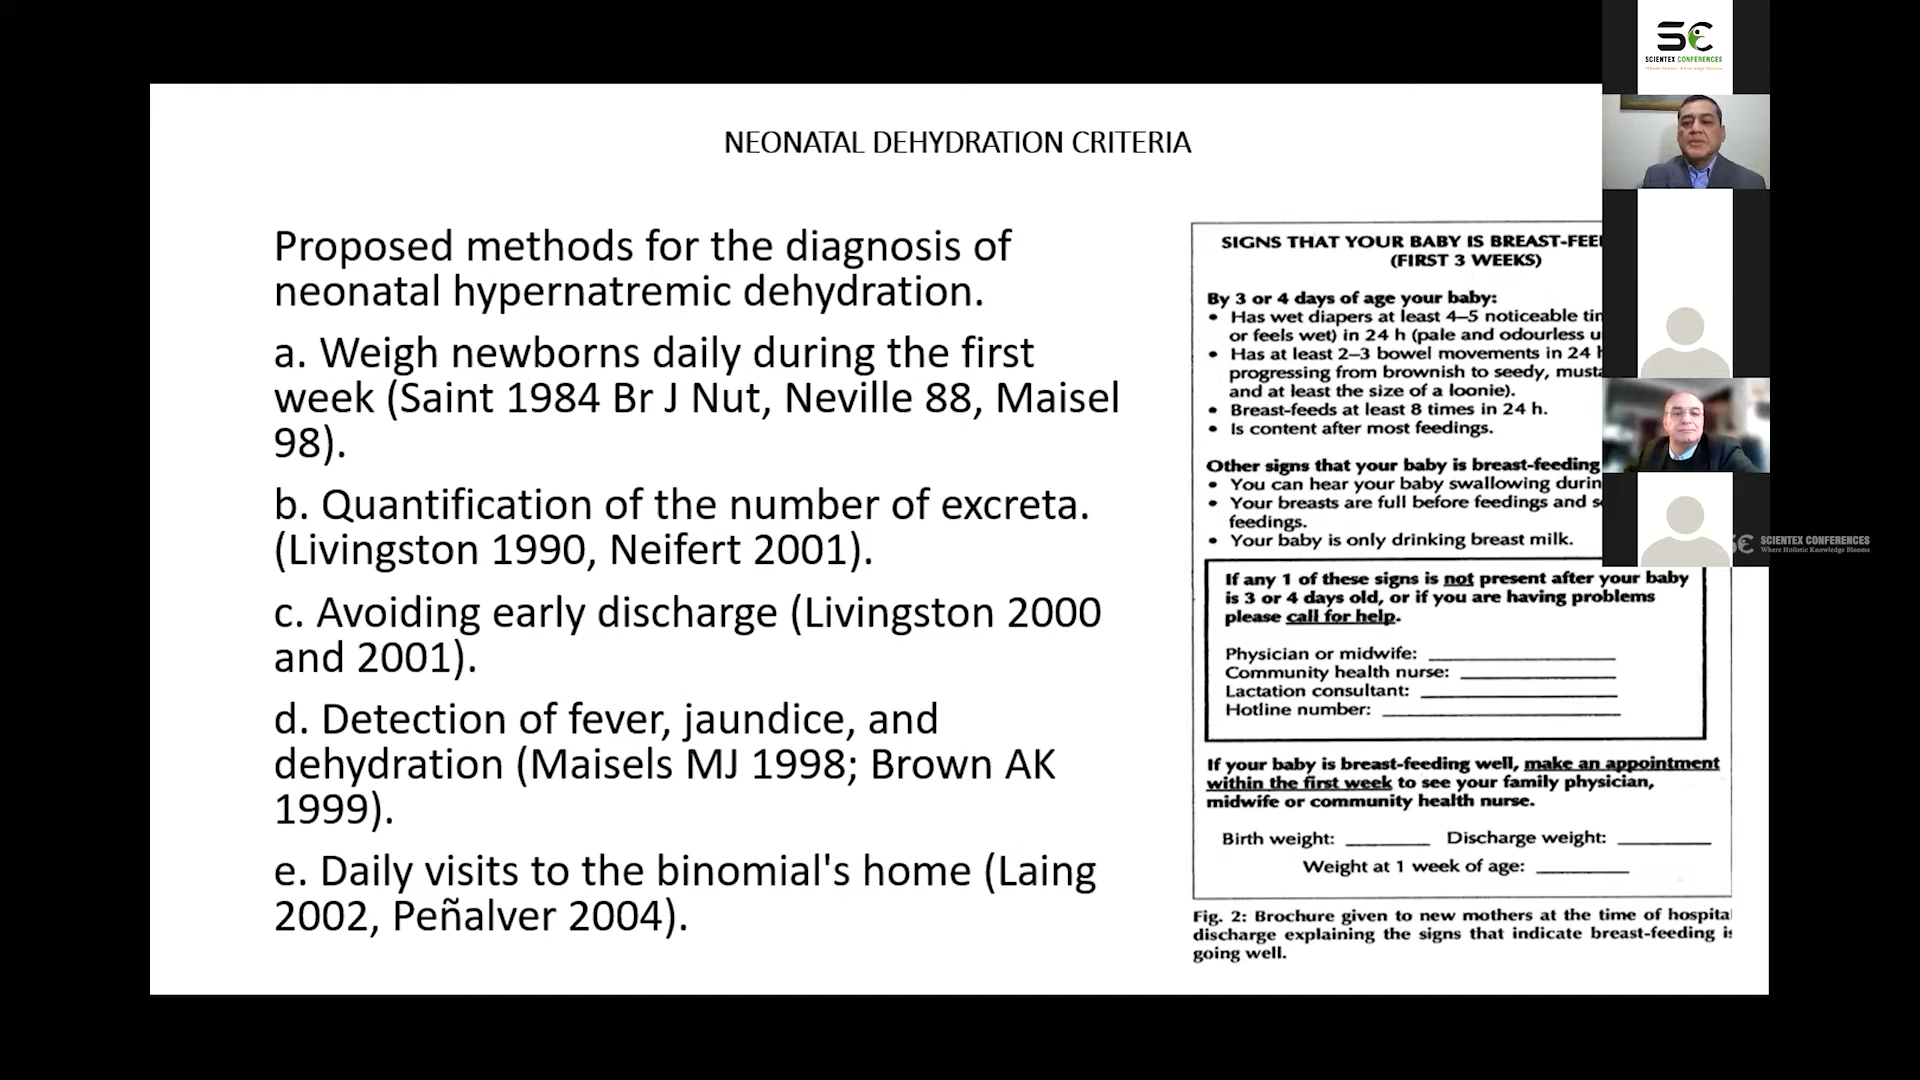 NEONATAL DEHYDRATION CRITERIA
Proposed methods for the diagnosis of
neonatal hypernatremic dehydration.
a. Weigh newborns daily during the first
week (Saint 1984 Br J Nut, Neville 88, Maisel
98).
b. Quantification of the number of excreta.
(Livingston 1990, Neifert 2001).
c. Avoiding early discharge (Livingston 2000
and 2001).
d. Detection of fever, jaundice, and
dehydration (Maisels MJ 1998; Brown AK
1999).
e. Daily visits to the binomial's home (Laing
2002, Peñalver 2004).
SIGNS THAT YOUR BABY IS
(FIRST 3 WEEKS)
By 3 or 4 days of age your baby:
• Has wet diapers at least 4–5 noticeable
or feels wet) in 24 h (pale and odourless
• Has at least 2–3 bowel movements in 24
progressing from brownish to seedy,
and at least the size of a loonie).
• Breast-feeds at least 8 times in 24 h.
• Is content after most feedings.
Other signs that your baby is breast-feeding
• You can hear your baby swallowing
• Your breasts are full before feedings and
feedings.
• Your baby is only drinking breast milk.
If any 1 of these signs is not present after your baby
is 3 or 4 days old, or if you are having problems
please call for help.
Physician or midwife:
Community health nurse:
Lactation consultant:
Hotline number:
If your baby is breast-feeding well, make an appointment
within the first week to see your family physician,
midwife or community health nurse.
Birth weight: Discharge weight:
Weight at 1 week of age:
Fig. 2: Brochure given to new mothers at the time of
discharge explaining the signs that indicate breast-feeding
going well.
SC
SCIENTEX CONFERENCES
Where Holistic Knowledge Blooms
SCIENTEX CONFERENCES
Where Holistic Knowledge Blooms